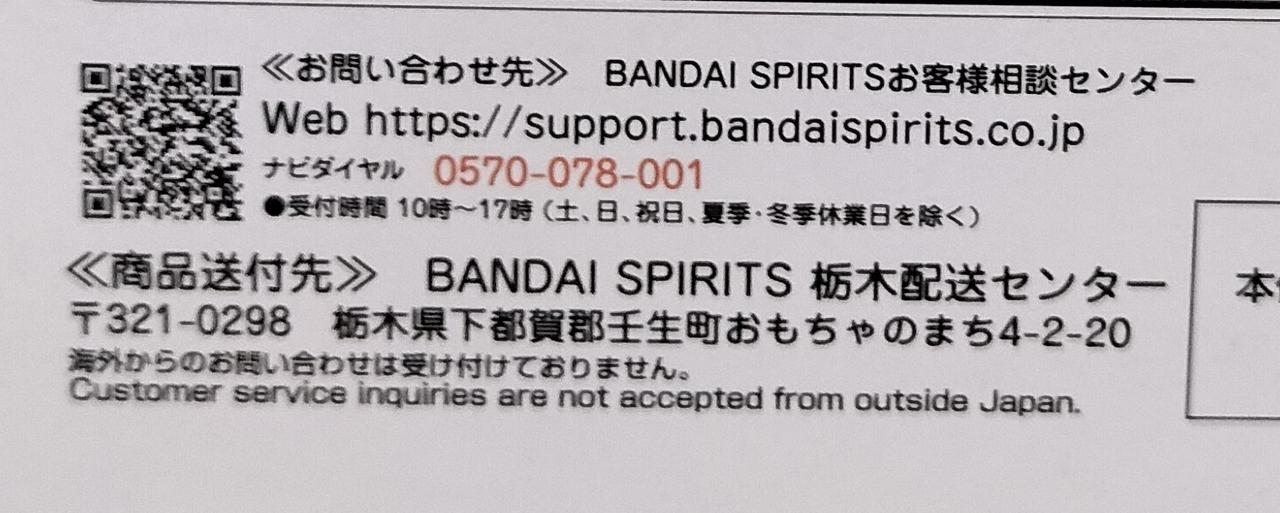 ≪お問い合わせ先≫ BANDAI SPIRITSお客様相談センター
Web https://support.bandaispirits.co.jp
ナビダイヤル 0570-078-001
●受付時間 10時〜17時（土、日、祝日、夏季・冬季休業日を除く）
≪商品送付先≫ BANDAI SPIRITS 栃木配送センター
〒321-0298 栃木県下都賀郡壬生町おもちゃのまち4-2-20
海外からのお問い合わせは受け付けておりません。
Customer service inquiries are not accepted from outside Japan.
本